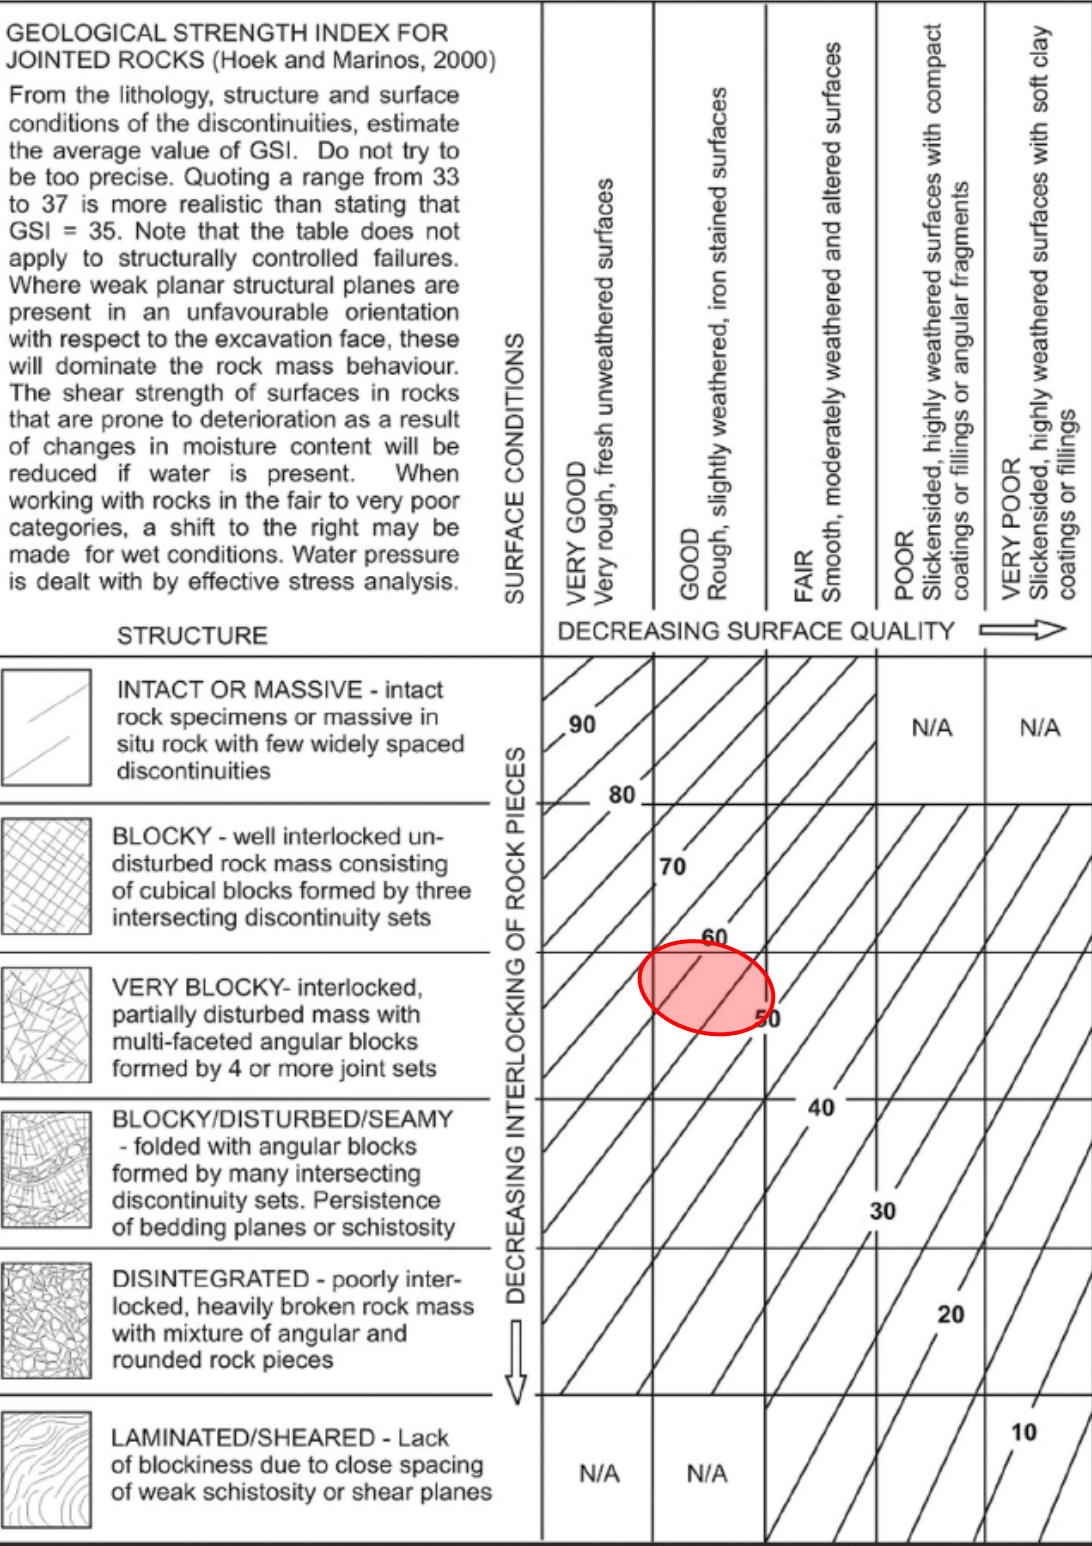 GEOLOGICAL STRENGTH INDEX FOR
JOINTED ROCKS (Hoek and Marinos, 2000)
From the lithology, structure and surface
conditions of the discontinuities, estimate
the average value of GSI. Do not try to
be too precise. Quoting a range from 33
to 37 is more realistic than stating that
GSI = 35. Note that the table does not
apply to structurally controlled failures.
Where weak planar structural planes are
present in an unfavourable orientation
with respect to the excavation face, these
will dominate the rock mass behaviour.
The shear strength of surfaces in rocks
that are prone to deterioration as a result
of changes in moisture content will be
reduced if water is present. When
working with rocks in the fair to very poor
categories, a shift to the right may be
made for wet conditions. Water pressure
is dealt with by effective stress analysis.
SURFACE CONDITIONS
VERY GOOD
Very rough, fresh unweathered surfaces
GOOD
Rough, slightly weathered, iron stained surfaces
FAIR
Smooth, moderately weathered and altered surfaces
POOR
Slickensided, highly weathered surfaces with compact
coatings or fillings or angular fragments
VERY POOR
Slickensided, highly weathered surfaces with soft clay
coatings or fillings
STRUCTURE
DECREASING SURFACE QUALITY
DECREASING INTERLOCKING OF ROCK PIECES
INTACT OR MASSIVE - intact
rock specimens or massive in
situ rock with few widely spaced
discontinuities
90
N/A
N/A
80
BLOCKY - well interlocked un-
disturbed rock mass consisting
of cubical blocks formed by three
intersecting discontinuity sets
70
60
VERY BLOCKY- interlocked,
partially disturbed mass with
multi-faceted angular blocks
formed by 4 or more joint sets
50
40
BLOCKY/DISTURBED/SEAMY
- folded with angular blocks
formed by many intersecting
discontinuity sets. Persistence
of bedding planes or schistosity
30
DISINTEGRATED - poorly inter-
locked, heavily broken rock mass
with mixture of angular and
rounded rock pieces
20
LAMINATED/SHEARED - Lack
of blockiness due to close spacing
of weak schistosity or shear planes
N/A
N/A
10